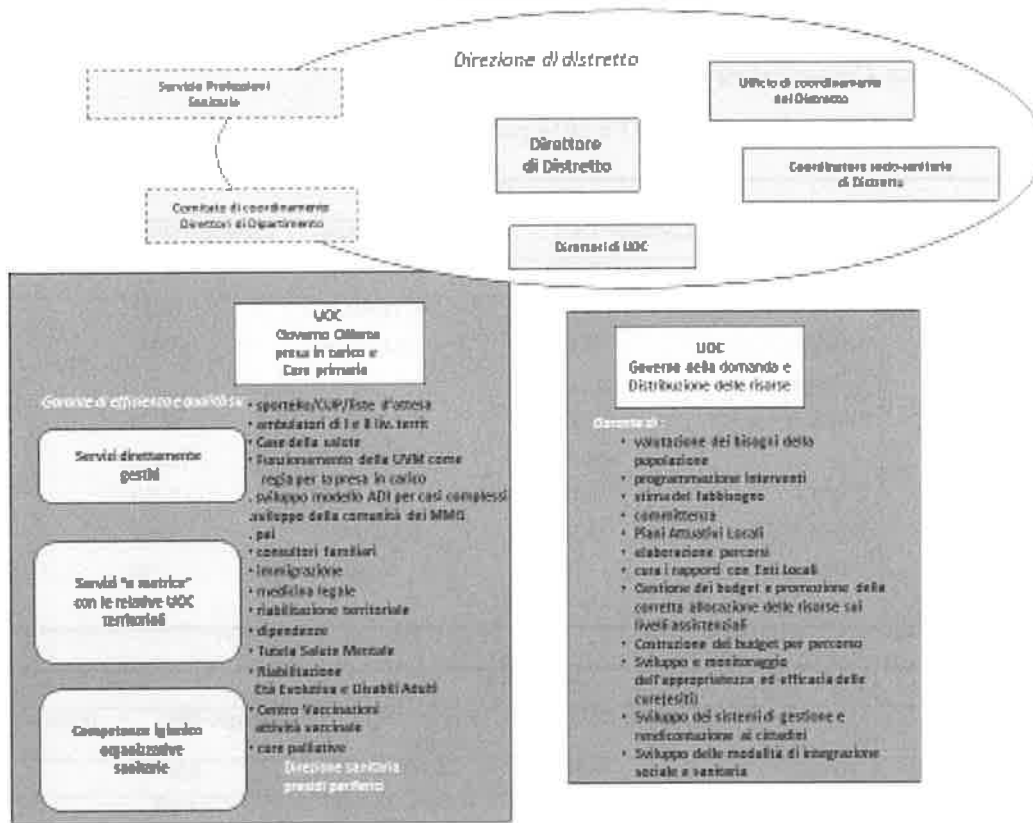 Direzione di distretto
Servizio Professioni
Sanitarie
Ufficio di coordinamento
del Distretto
Direttore
di Distretto
Coordinatore socio-sanitario
di Distretto
Comitato di coordinamento
Direttori di Dipartimento
Direttori di UOC
UOC
Governo Offerta
presa in carico e
Cure primarie
Garante di efficienza e qualità su
• sportello/CUP/liste d'attesa
• ambulatori di I e II liv. territ
• Case della salute
• Funzionamento della UVM come
regia per la presa in carico
. sviluppo modello ADI per casi complessi
.sviluppo della comunità dei MMG
. pai
• consultori familiari
• immigrazione
• medicina legale
• riabilitazione territoriale
• dipendenze
• Tutela Salute Mentale
• Riabilitazione
Età Evolutiva e Disabili Adulti
• Centro Vaccinazioni
attività vaccinale
• cure palliative
Direzione sanitaria
presidi periferici
Servizi direttamente
gestiti
Servizi "a matrice"
con le relative UOC
territoriali
Competenze igienico
organizzative
sanitarie
UOC
Governo della domanda e
Distribuzione delle risorse
Garante di :
• valutazione dei bisogni della
popolazione
• programmazione interventi
• stima del fabbisogno
• committenza
• Piani Attuativi Locali
• elaborazione percorsi
• cura i rapporti con Enti Locali
• Gestione dei budget e promozione della
corretta allocazione delle risorse sui
livelli assistenziali
• Costruzione del budget per percorso
• Sviluppo e monitoraggio
dell'appropriatezza ed efficacia delle
cure(esiti)
• Sviluppo dei sistemi di gestione e
rendicontazione ai cittadini
• Sviluppo delle modalità di integrazione
sociale e sanitaria